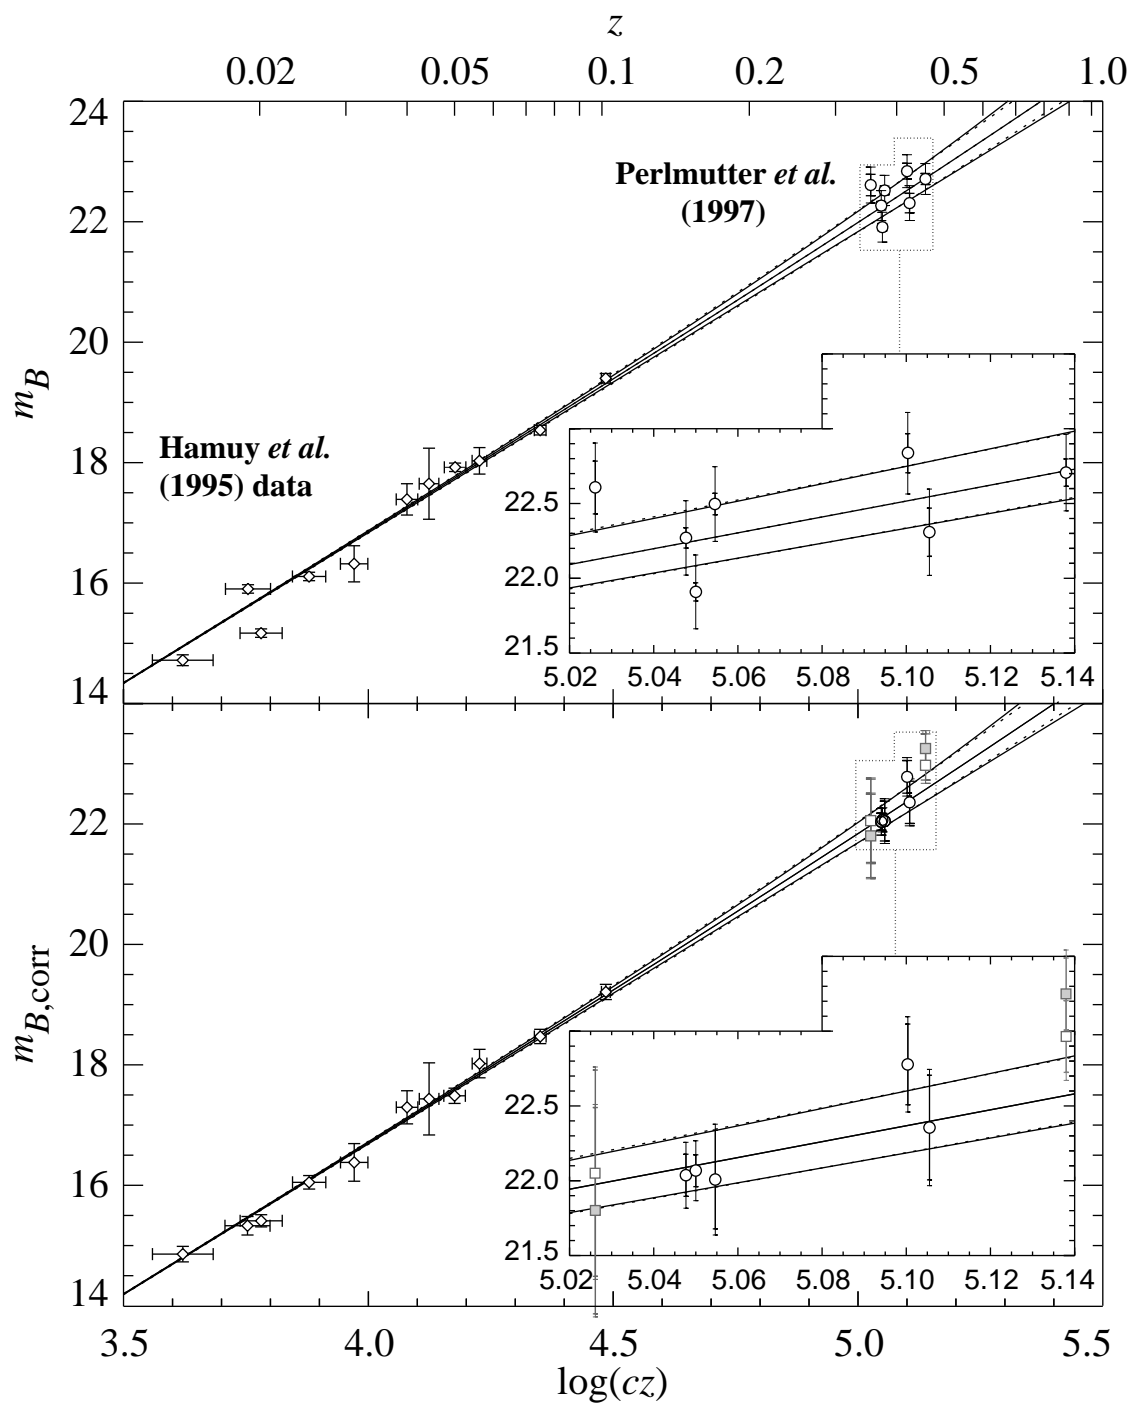 z
0.02 0.05 0.1 0.2 0.5 1.0
24
22
20
18
16
14
m_B
Perlmutter et al.
(1997)
Hamuy et al.
(1995) data
22.5
22.0
21.5
5.02 5.04 5.06 5.08 5.10 5.12 5.14
22
20
18
16
14
m_B,corr
22.5
22.0
21.5
5.02 5.04 5.06 5.08 5.10 5.12 5.14
3.5 4.0 4.5 5.0 5.5
log(cz)